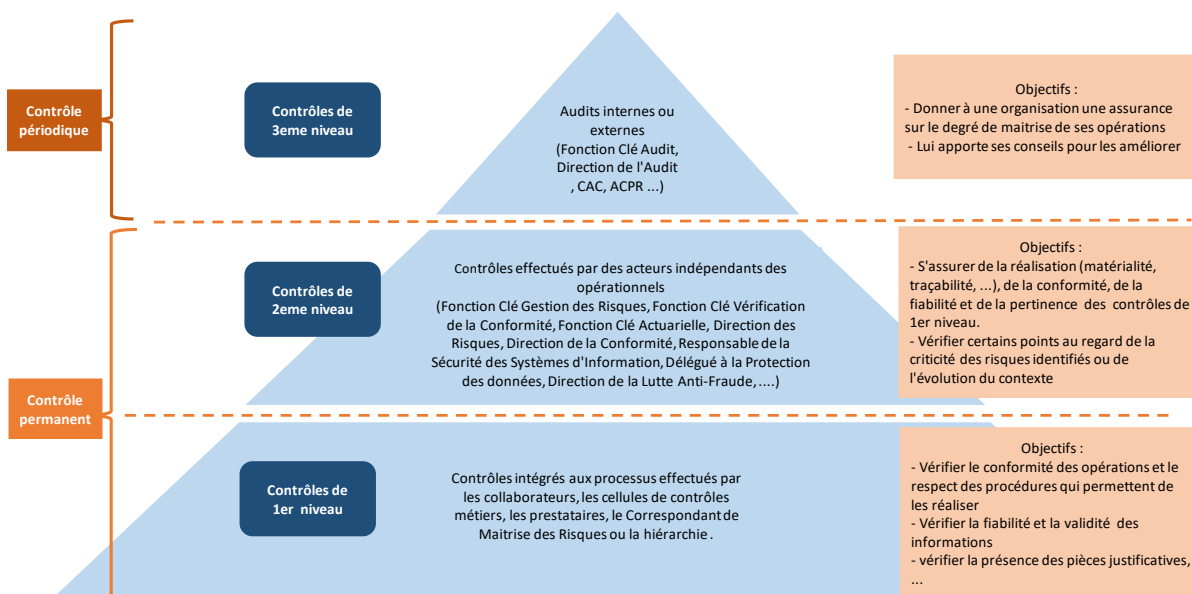 Contrôle
périodique
Contrôles de
3eme niveau
Audits internes ou
externes
(Fonction Clé Audit,
Direction de l'Audit
, CAC, ACPR ...)
Objectifs :
- Donner à une organisation une assurance
sur le degré de maitrise de ses opérations
- Lui apporte ses conseils pour les améliorer
Contrôle
permanent
Contrôles de
2eme niveau
Contrôles effectués par des acteurs indépendants des
opérationnels
(Fonction Clé Gestion des Risques, Fonction Clé Vérification
de la Conformité, Fonction Clé Actuarielle, Direction des
Risques, Direction de la Conformité, Responsable de la
Sécurité des Systèmes d'Information, Délégué à la Protection
des données, Direction de la Lutte Anti-Fraude, ....)
Objectifs :
- S'assurer de la réalisation (matérialité,
traçabilité, ...), de la conformité, de la
fiabilité et de la pertinence des contrôles de
1er niveau.
- Vérifier certains points au regard de la
criticité des risques identifiés ou de
l'évolution du contexte
Contrôles de
1er niveau
Contrôles intégrés aux processus effectués par
les collaborateurs, les cellules de contrôles
métiers, les prestataires, le Correspondant de
Maitrise des Risques ou la hiérarchie .
Objectifs :
- Vérifier le conformité des opérations et le
respect des procédures qui permettent de
les réaliser
- Vérifier la fiabilité et la validité des
informations
- vérifier la présence des pièces justificatives,
...